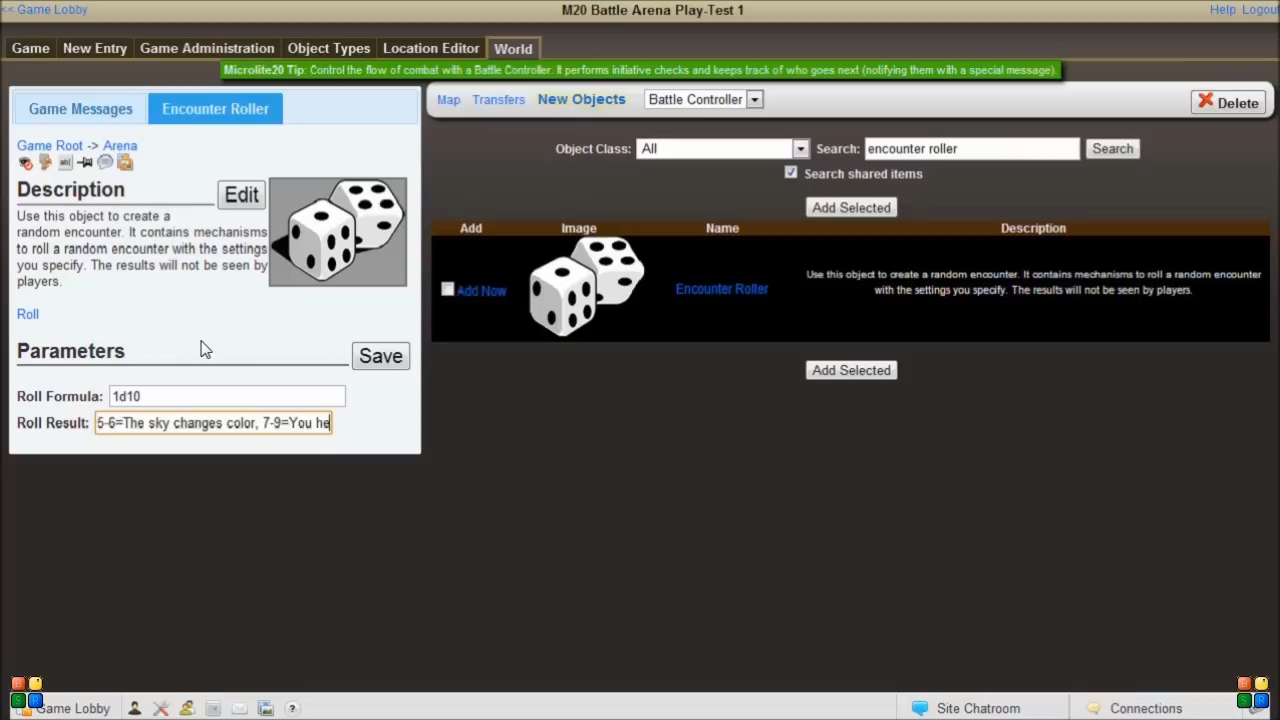 << Game Lobby
M20 Battle Arena Play-Test 1
Help Logout
Game New Entry Game Administration Object Types Location Editor World
Microlite20 Tip: Control the flow of combat with a Battle Controller. It performs initiative checks and keeps track of who goes next (notifying them with a special message).
Game Messages Encounter Roller
Game Root -> Arena
Description Edit
Use this object to create a
random encounter. It contains mechanisms
to roll a random encounter with the settings
you specify. The results will not be seen by
players.
Roll
Parameters Save
Roll Formula: 1d10
Roll Result: 5-6=The sky changes color, 7-9=You he
Map Transfers New Objects Battle Controller Delete
Object Class: All Search: encounter roller Search
Search shared items
Add Selected
Add Image Name Description
Add Now Encounter Roller
Use this object to create a random encounter. It contains mechanisms to roll a random encounter
with the settings you specify. The results will not be seen by players.
Add Selected
Game Lobby Site Chatroom Connections